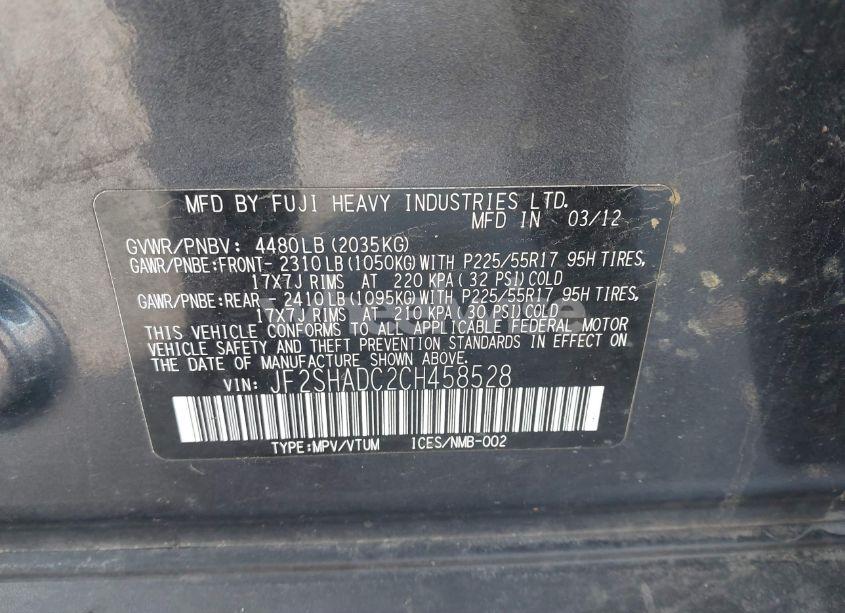 MFD BY FUJI HEAVY INDUSTRIES LTD.
MFD IN 03/12
GVWR/PNBV: 4480LB (2035KG)
GAWR/PNBE:FRONT- 2310LB (1050KG) WITH P225/55R17 95H TIRES,
17X7J RIMS AT 220 KPA (32 PSI) COLD
GAWR/PNBE:REAR - 2410LB (1095KG) WITH P225/55R17 95H TIRES,
17X7J RIMS AT 210 KPA (30 PSI) COLD
THIS VEHICLE CONFORMS TO ALL APPLICABLE FEDERAL MOTOR
VEHICLE SAFETY AND THEFT PREVENTION STANDARDS IN EFFECT ON
THE DATE OF MANUFACTURE SHOWN ABOVE.
VIN: JF2SHADC2CH458528
TYPE:MPV/VTUM ICES/NMB-002